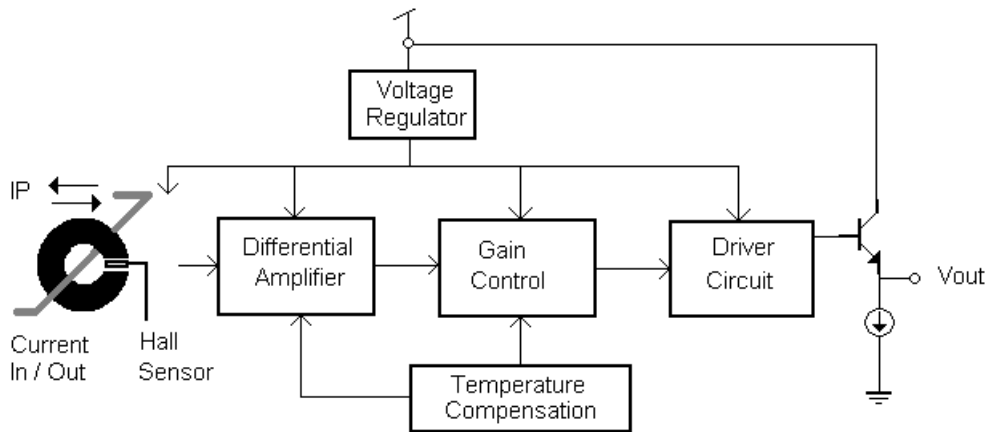 Voltage
Regulator
IP
Differential
Amplifier
Gain
Control
Driver
Circuit
Vout
Current
In / Out
Hall
Sensor
Temperature
Compensation